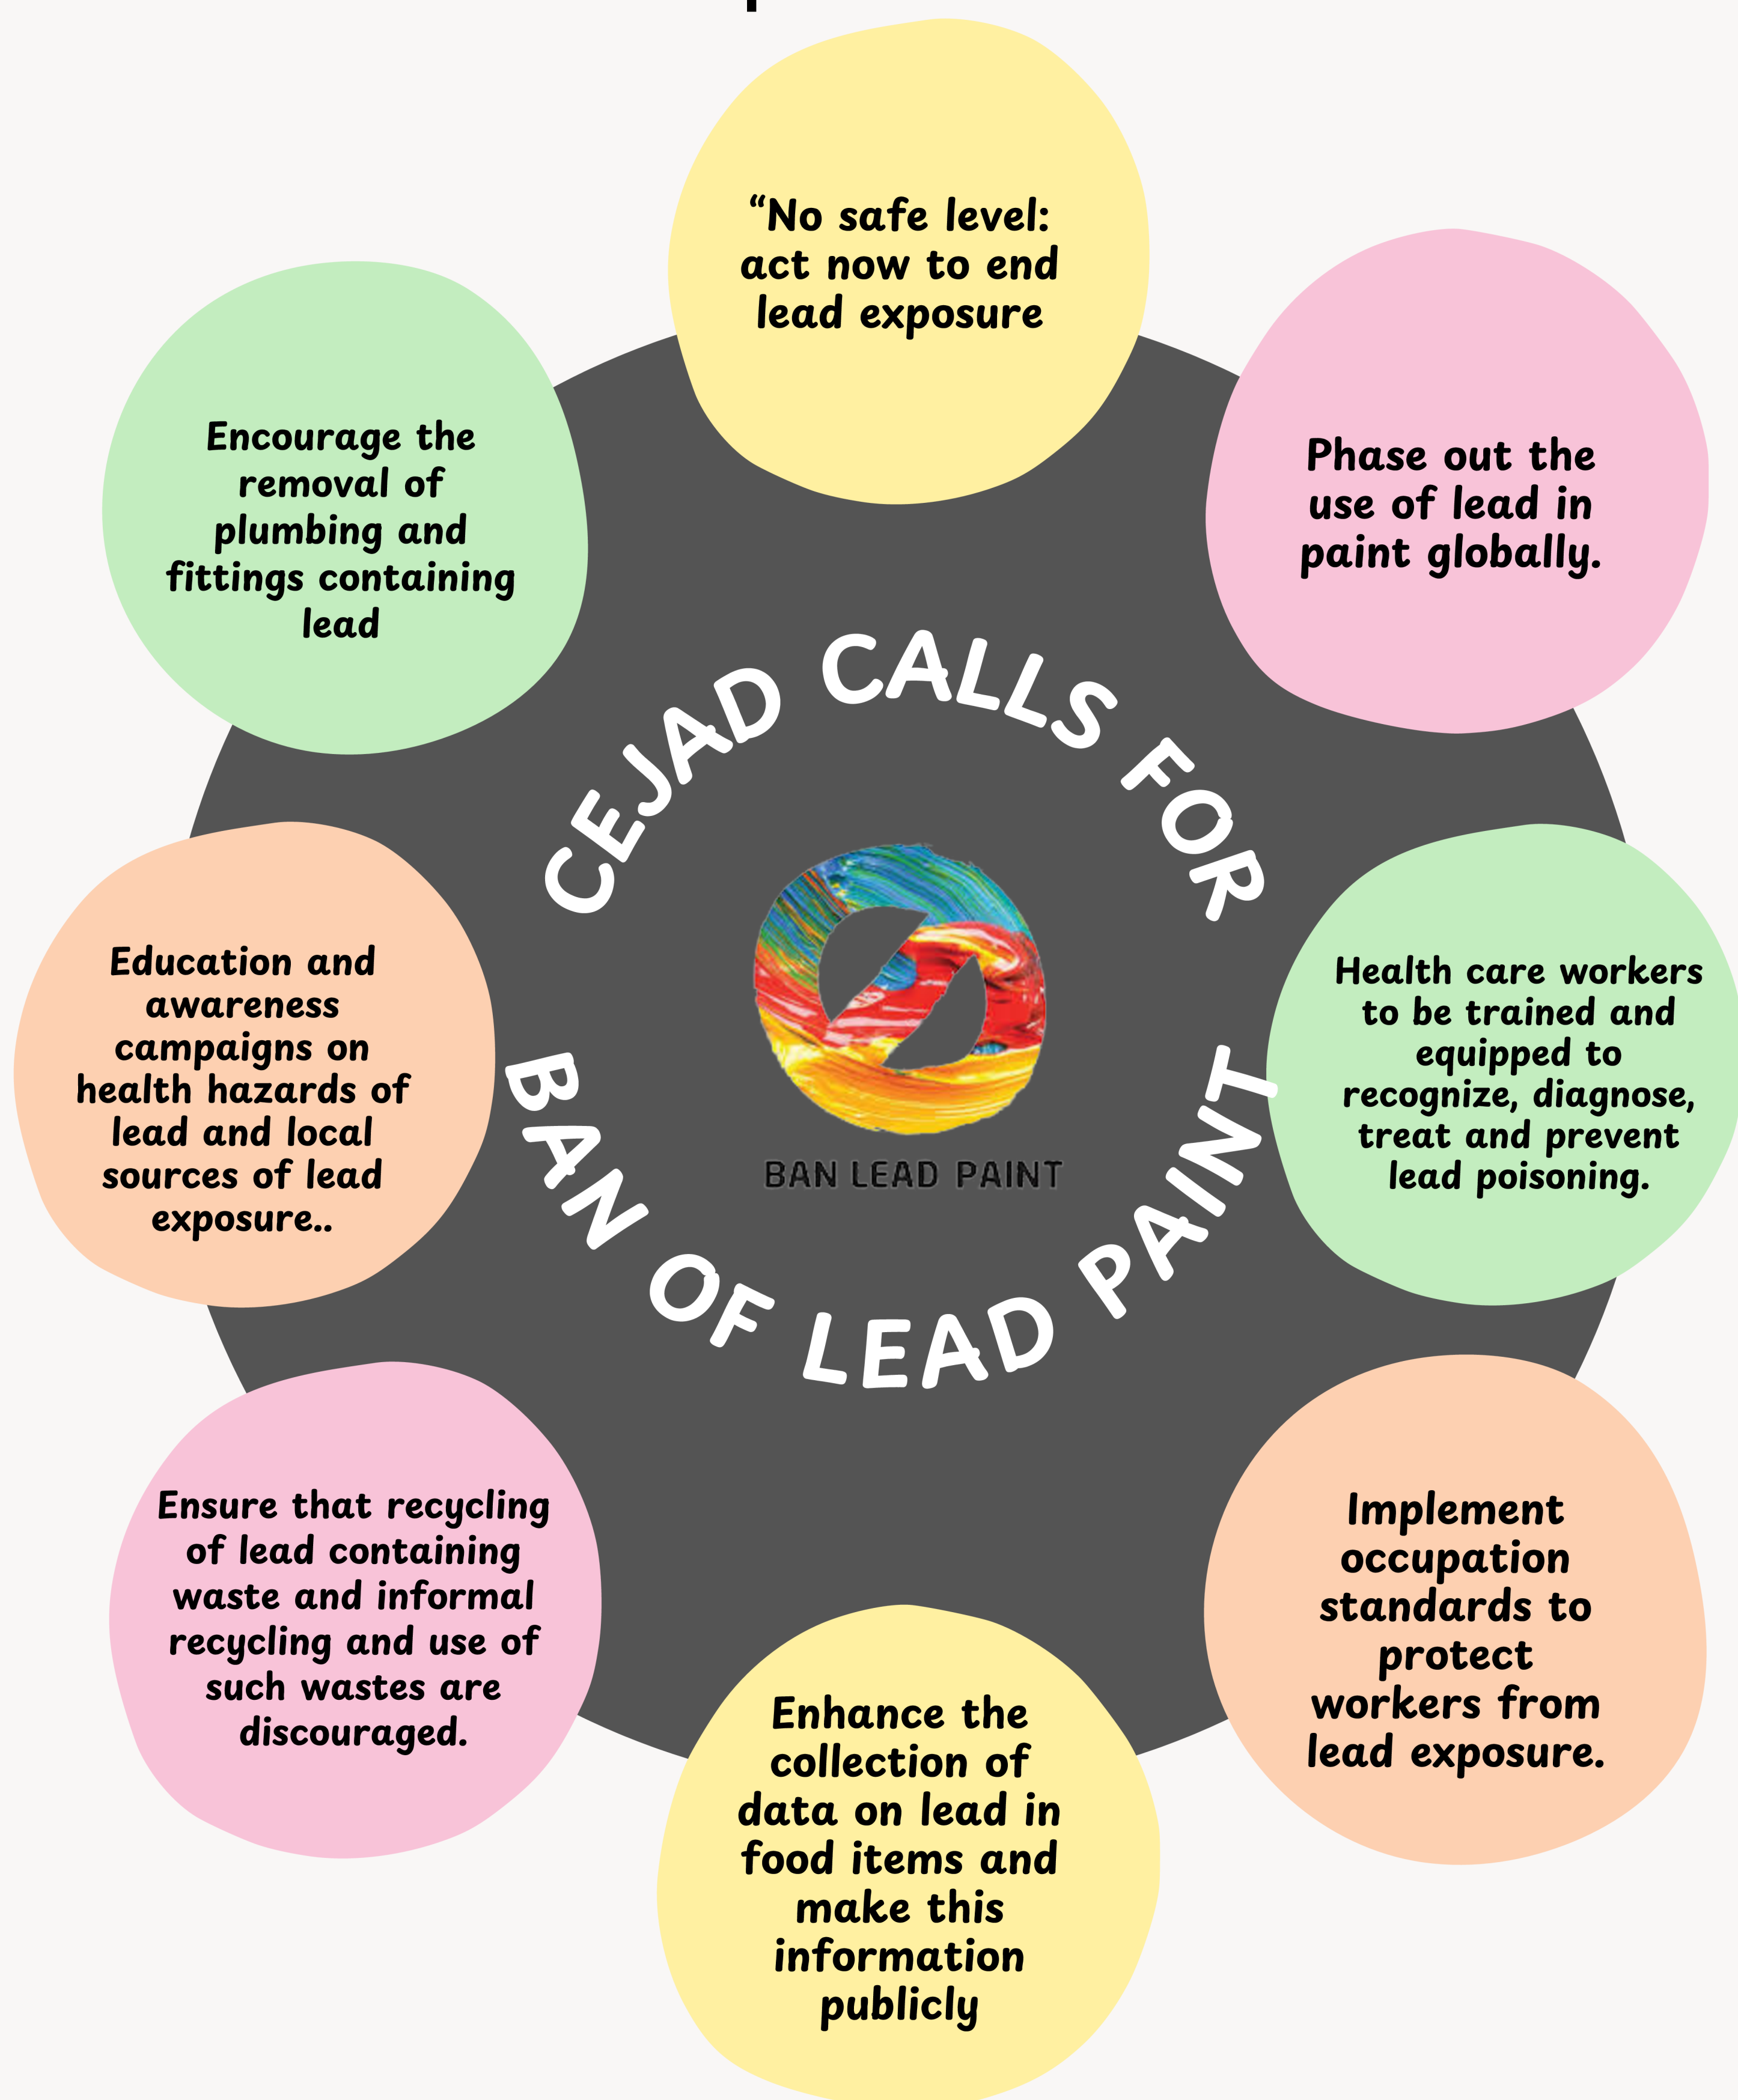 “No safe level:
act now to end
lead exposure
Phase out the
use of lead in
paint globally.
Health care workers
to be trained and
equipped to
recognize, diagnose,
treat and prevent
lead poisoning.
Implement
occupation
standards to
protect
workers from
lead exposure.
Enhance the
collection of
data on lead in
food items and
make this
information
publicly
Ensure that recycling
of lead containing
waste and informal
recycling and use of
such wastes are
discouraged.
Education and
awareness
campaigns on
health hazards of
lead and local
sources of lead
exposure..
Encourage the
removal of
plumbing and
fittings containing
lead
CEJAD CALLS FOR
BAN OF LEAD PAINT
BAN LEAD PAINT